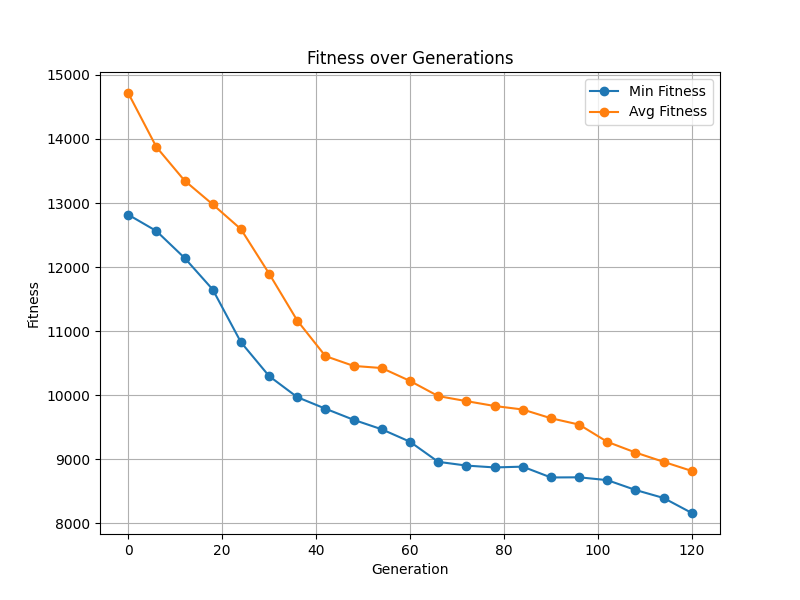 Fitness over Generations
Min Fitness
Avg Fitness
15000
14000
13000
12000
11000
10000
9000
8000
Fitness
0 20 40 60 80 100 120
Generation